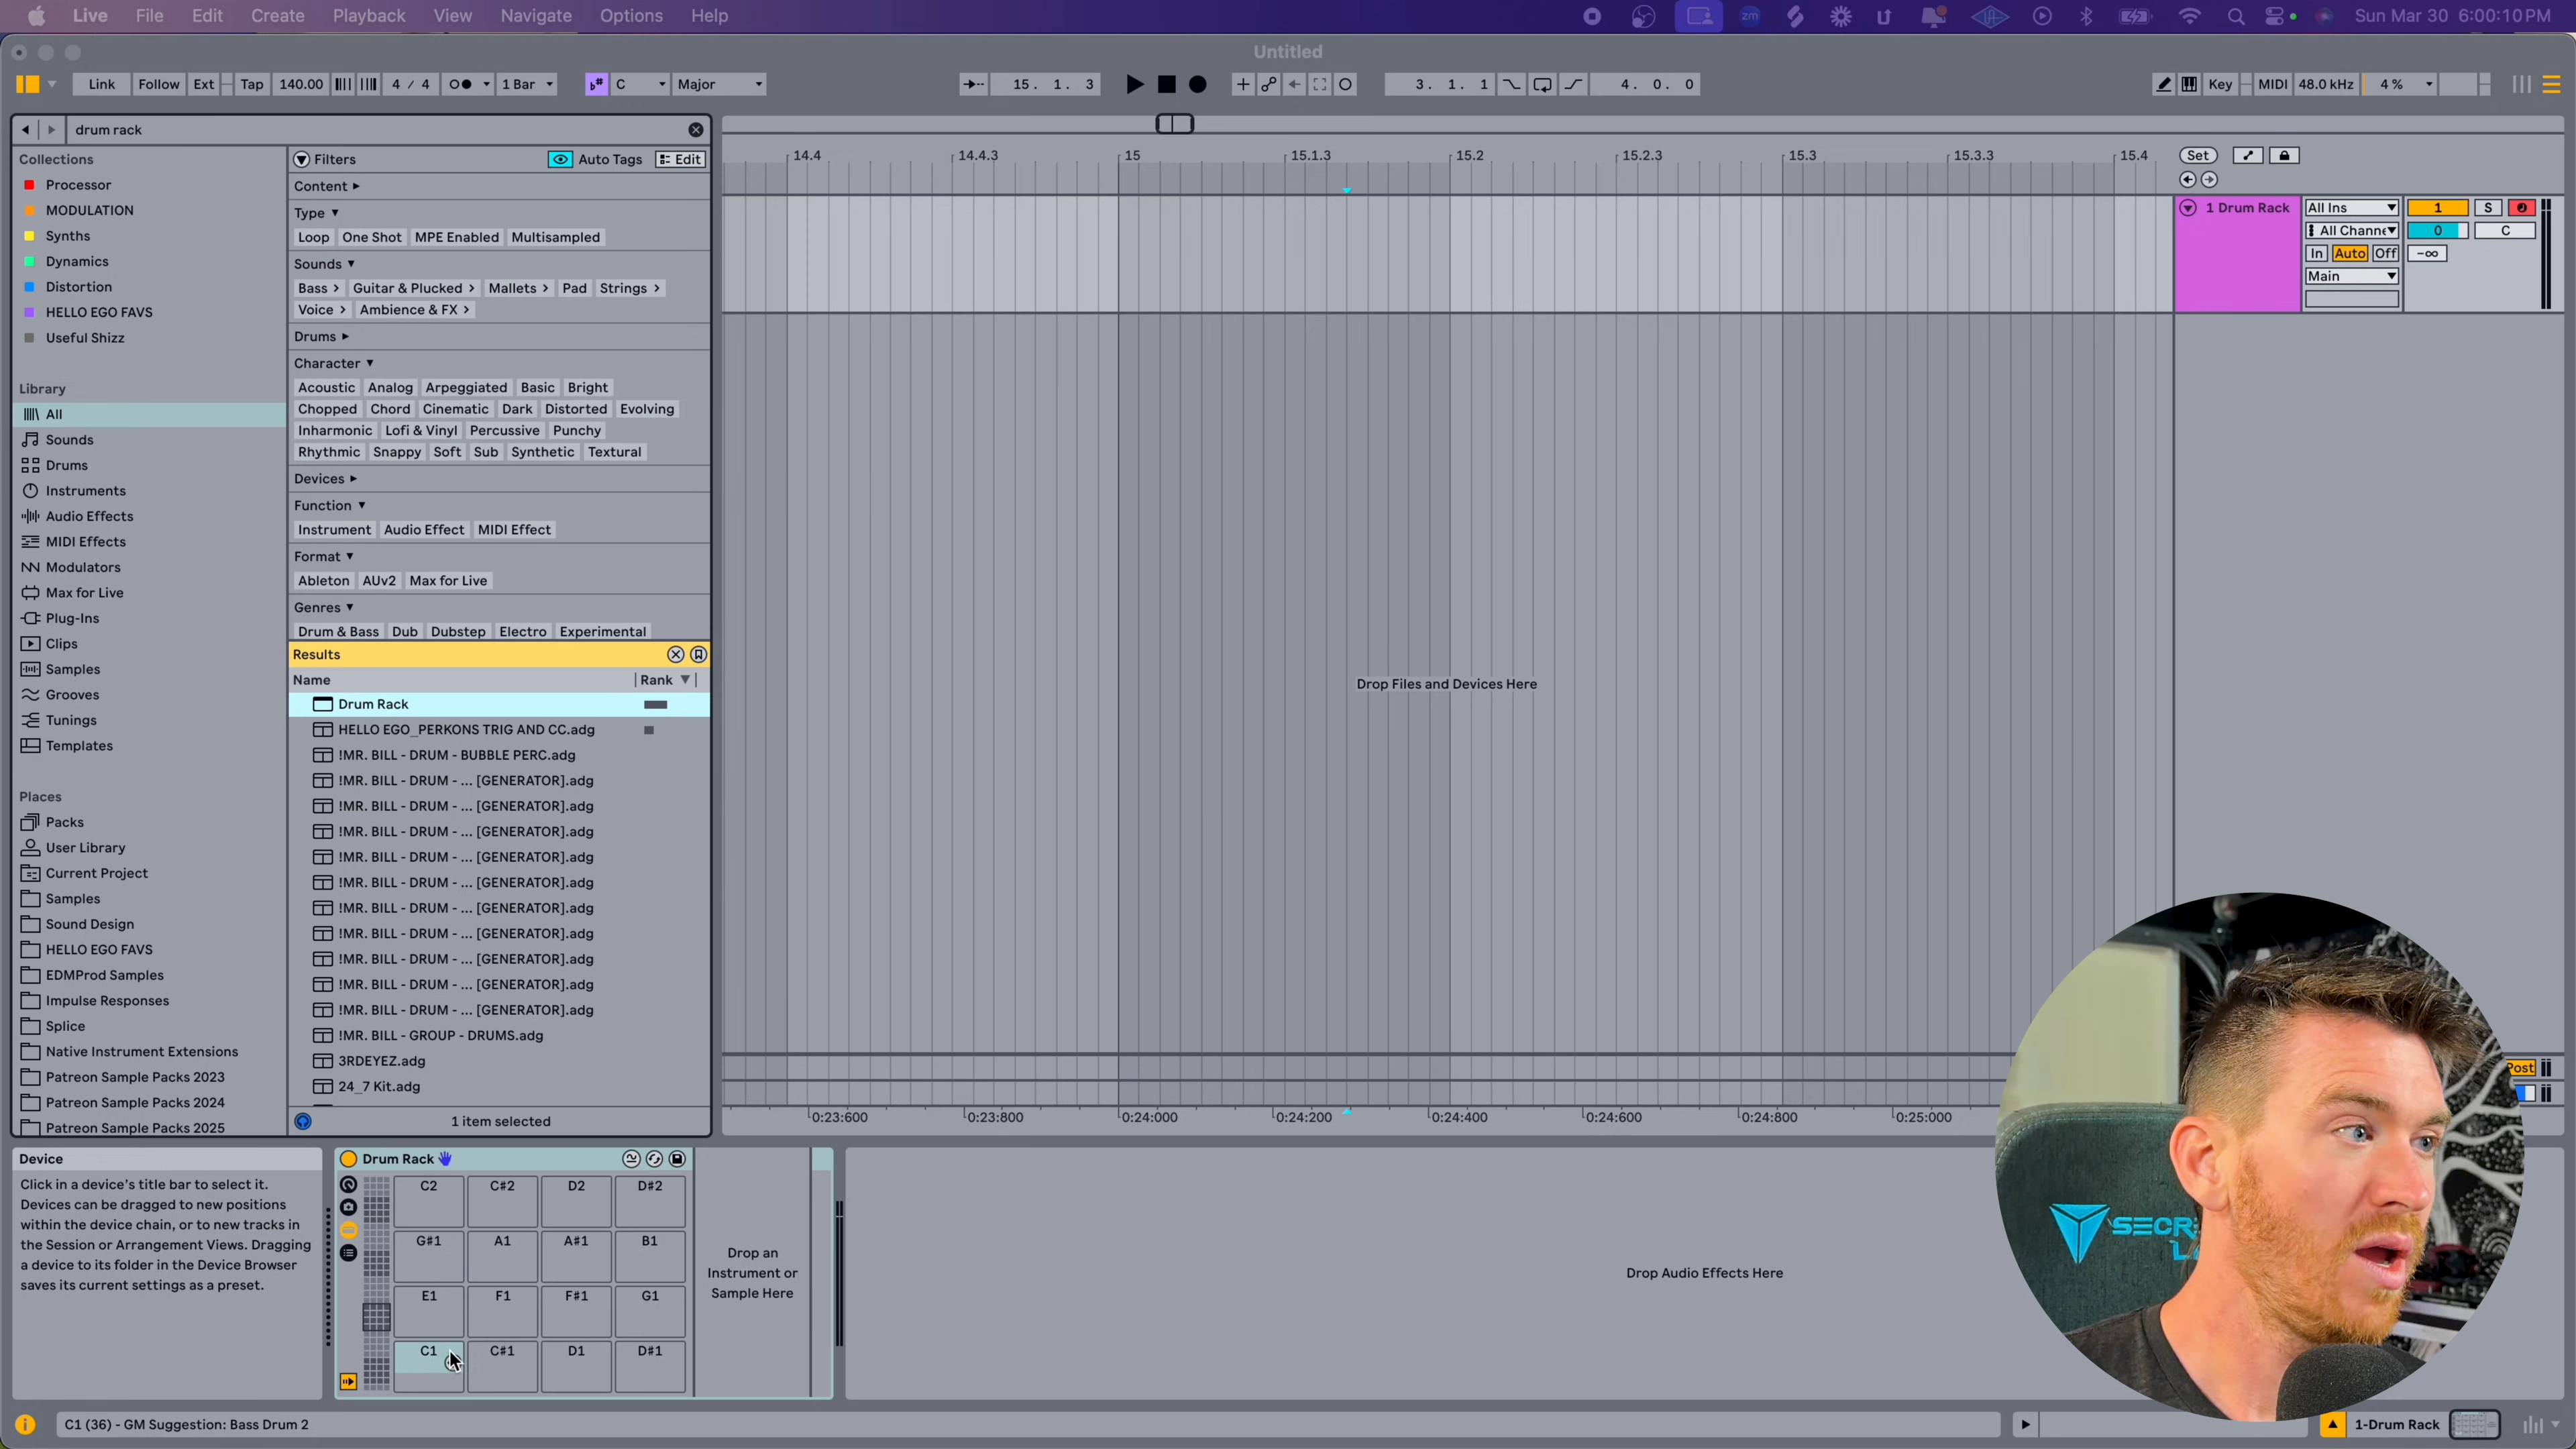 Live File Edit Create Playback View Navigate Options Help
zm
Sun Mar 30 6:00:10 PM
Untitled
Link Follow Ext Tap 140.00 4 / 4 1 Bar C Major
15. 1. 3
3. 1. 1
4. 0. 0
Key MIDI 48.0 kHz 4 %
drum rack
Collections
Processor
MODULATION
Synths
Dynamics
Distortion
HELLO EGO FAVS
Useful Shizz
Library
All
Sounds
Drums
Instruments
Audio Effects
MIDI Effects
Modulators
Max for Live
Plug-Ins
Clips
Samples
Grooves
Tunings
Templates
Places
Packs
User Library
Current Project
Samples
Sound Design
HELLO EGO FAVS
EDMProd Samples
Impulse Responses
Splice
Native Instrument Extensions
Patreon Sample Packs 2023
Patreon Sample Packs 2024
Patreon Sample Packs 2025
Filters Auto Tags Edit
Content
Type
Loop One Shot MPE Enabled Multisampled
Sounds
Bass Guitar & Plucked Mallets Pad Strings
Voice Ambience & FX
Drums
Character
Acoustic Analog Arpeggiated Basic Bright
Chopped Chord Cinematic Dark Distorted Evolving
Inharmonic Lofi & Vinyl Percussive Punchy
Rhythmic Snappy Soft Sub Synthetic Textural
Devices
Function
Instrument Audio Effect MIDI Effect
Format
Ableton AUv2 Max for Live
Genres
Drum & Bass Dub Dubstep Electro Experimental
Results
Name Rank
Drum Rack
HELLO EGO_PERKONS TRIG AND CC.adg
!MR. BILL - DRUM - BUBBLE PERC.adg
!MR. BILL - DRUM - ... [GENERATOR].adg
!MR. BILL - DRUM - ... [GENERATOR].adg
!MR. BILL - DRUM - ... [GENERATOR].adg
!MR. BILL - DRUM - ... [GENERATOR].adg
!MR. BILL - DRUM - ... [GENERATOR].adg
!MR. BILL - DRUM - ... [GENERATOR].adg
!MR. BILL - DRUM - ... [GENERATOR].adg
!MR. BILL - DRUM - ... [GENERATOR].adg
!MR. BILL - DRUM - ... [GENERATOR].adg
!MR. BILL - DRUM - ... [GENERATOR].adg
!MR. BILL - GROUP - DRUMS.adg
3RDEYEZ.adg
24_7 Kit.adg
1 item selected
14.4 14.4.3 15 15.1.3 15.2 15.2.3 15.3 15.3.3 15.4
Set
1 Drum Rack All Ins 1 S
All Channe 0 C
In Auto Off -∞
Main
Drop Files and Devices Here
Post
0:23:600 0:23:800 0:24:000 0:24:200 0:24:400 0:24:600 0:24:800 0:25:000
Device
Click in a device's title bar to select it.
Devices can be dragged to new positions
within the device chain, or to new tracks in
the Session or Arrangement Views. Dragging
a device to its folder in the Device Browser
saves its current settings as a preset.
Drum Rack
C2 C#2 D2 D#2
G#1 A1 A#1 B1
E1 F1 F#1 G1
C1 C#1 D1 D#1
Drop an
Instrument or
Sample Here
Drop Audio Effects Here
SECR
C1 (36) - GM Suggestion: Bass Drum 2
1-Drum Rack